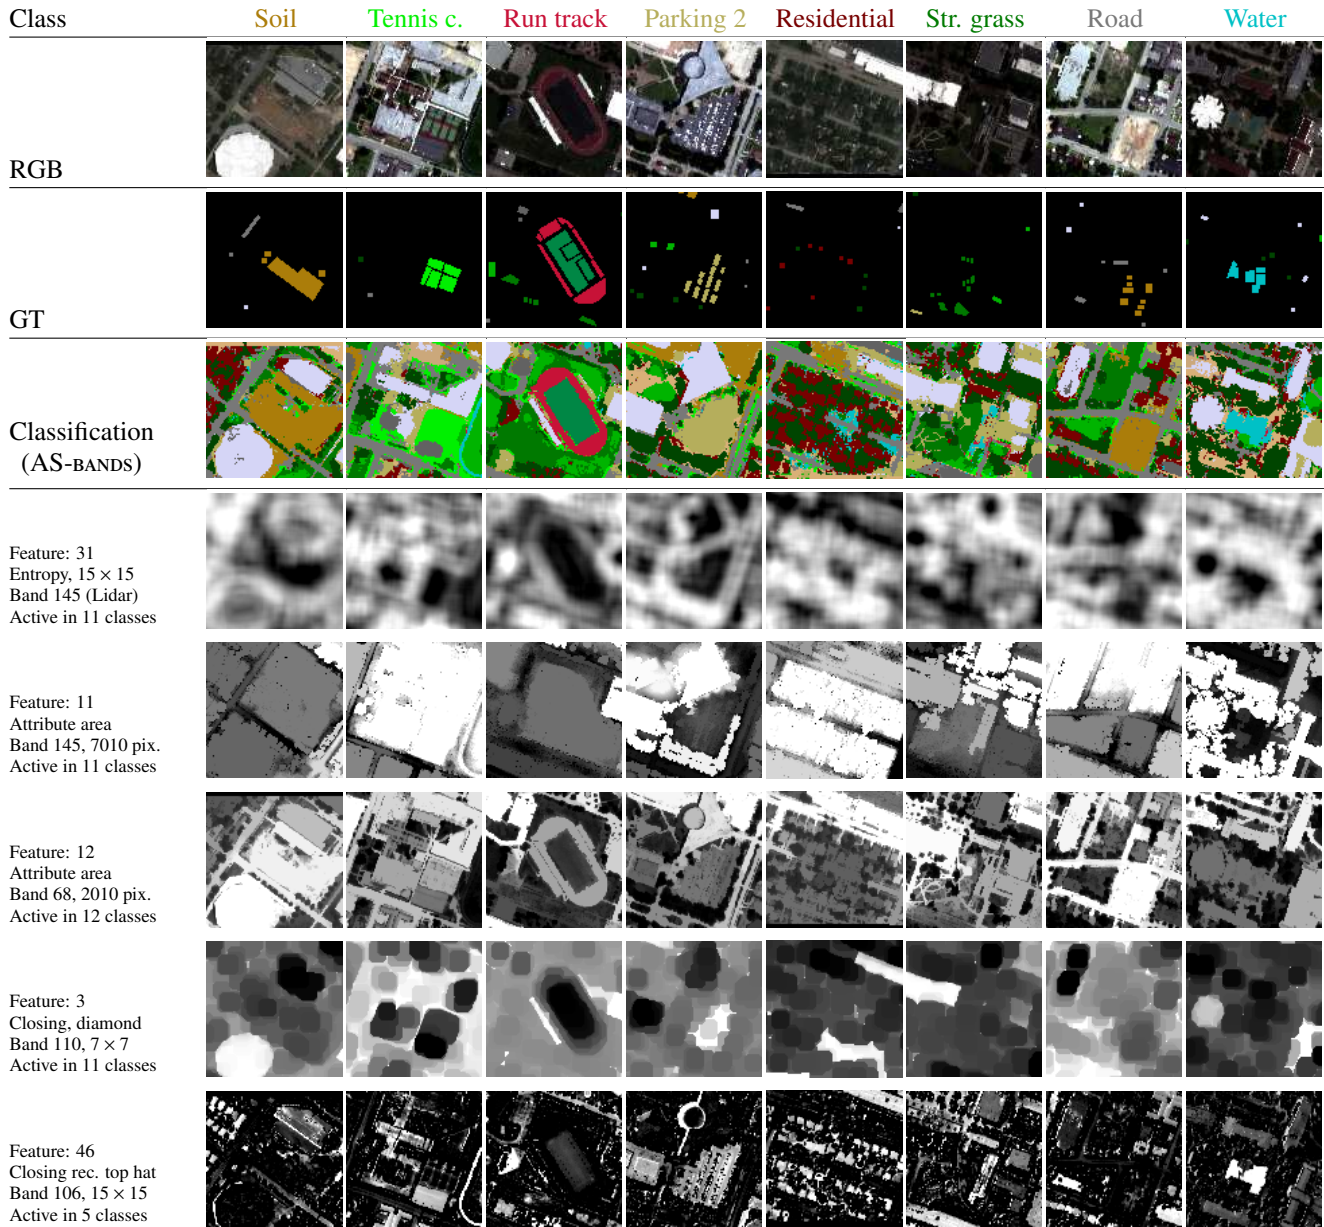 Class Soil Tennis c. Run track Parking 2 Residential Str. grass Road Water
RGB
GT
Classification
(AS-BANDS)
Feature: 31
Entropy, 15 × 15
Band 145 (Lidar)
Active in 11 classes
Feature: 11
Attribute area
Band 145, 7010 pix.
Active in 11 classes
Feature: 12
Attribute area
Band 68, 2010 pix.
Active in 12 classes
Feature: 3
Closing, diamond
Band 110, 7 × 7
Active in 11 classes
Feature: 46
Closing rec. top hat
Band 106, 15 × 15
Active in 5 classes